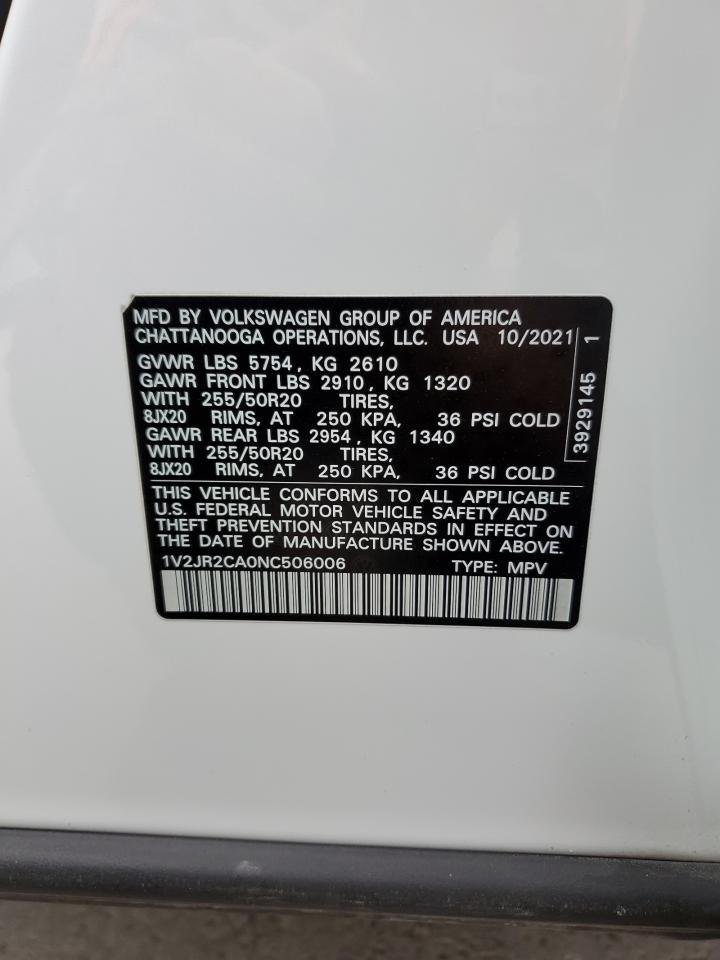 MFD BY VOLKSWAGEN GROUP OF AMERICA
CHATTANOOGA OPERATIONS, LLC. USA 10/2021
GVWR LBS 5754, KG 2610
GAWR FRONT LBS 2910, KG 1320
WITH 255/50R20 TIRES,
8JX20 RIMS, AT 250 KPA, 36 PSI COLD
GAWR REAR LBS 2954, KG 1340
WITH 255/50R20 TIRES,
8JX20 RIMS, AT 250 KPA, 36 PSI COLD
THIS VEHICLE CONFORMS TO ALL APPLICABLE
U.S. FEDERAL MOTOR VEHICLE SAFETY AND
THEFT PREVENTION STANDARDS IN EFFECT ON
THE DATE OF MANUFACTURE SHOWN ABOVE.
1V2JR2CA0NC506006 TYPE: MPV
3929145 1